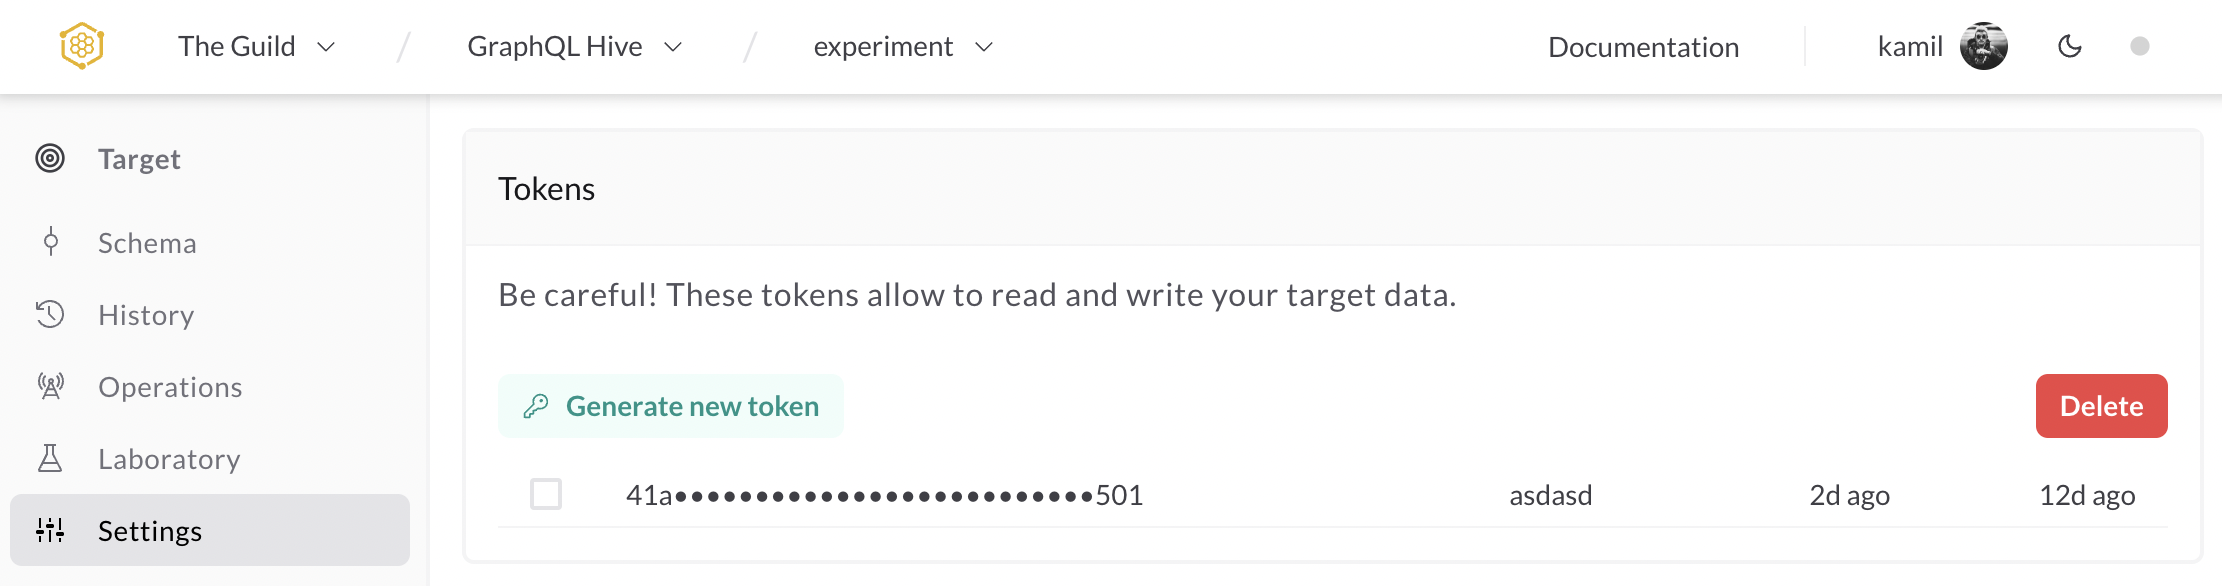 The Guild / GraphQL Hive / experiment Documentation kamil
Target
Schema
History
Operations
Laboratory
Settings
Tokens
Be careful! These tokens allow to read and write your target data.
Generate new token Delete
41a••••••••••••••••••••••••••501 asdasd 2d ago 12d ago